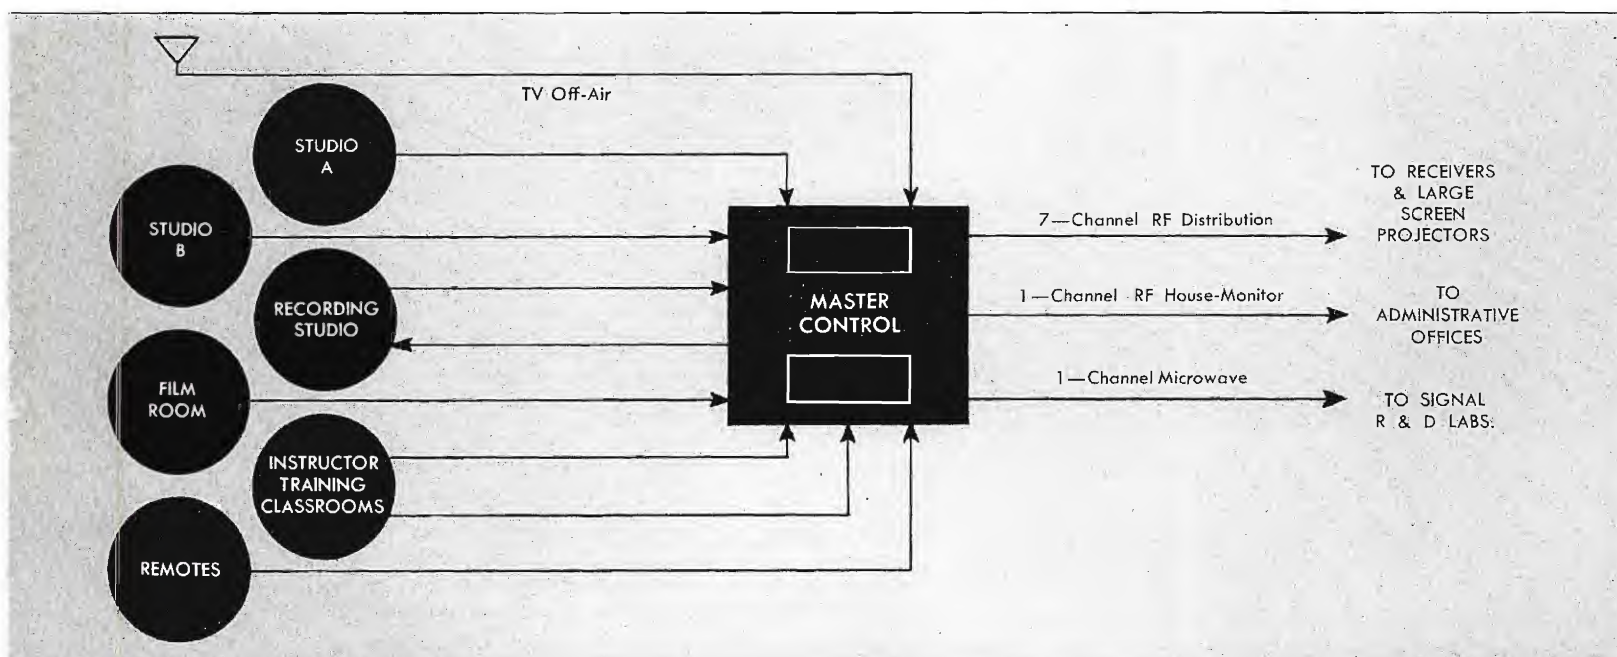 TV Off-Air
STUDIO
A
STUDIO
B
RECORDING
STUDIO
FILM
ROOM
INSTRUCTOR
TRAINING
CLASSROOMS
REMOTES
MASTER
CONTROL
7—Channel RF Distribution
TO RECEIVERS
& LARGE
SCREEN
PROJECTORS
1—Channel RF House-Monitor
TO
ADMINISTRATIVE
OFFICES
1—Channel Microwave
TO SIGNAL
R & D LABS.